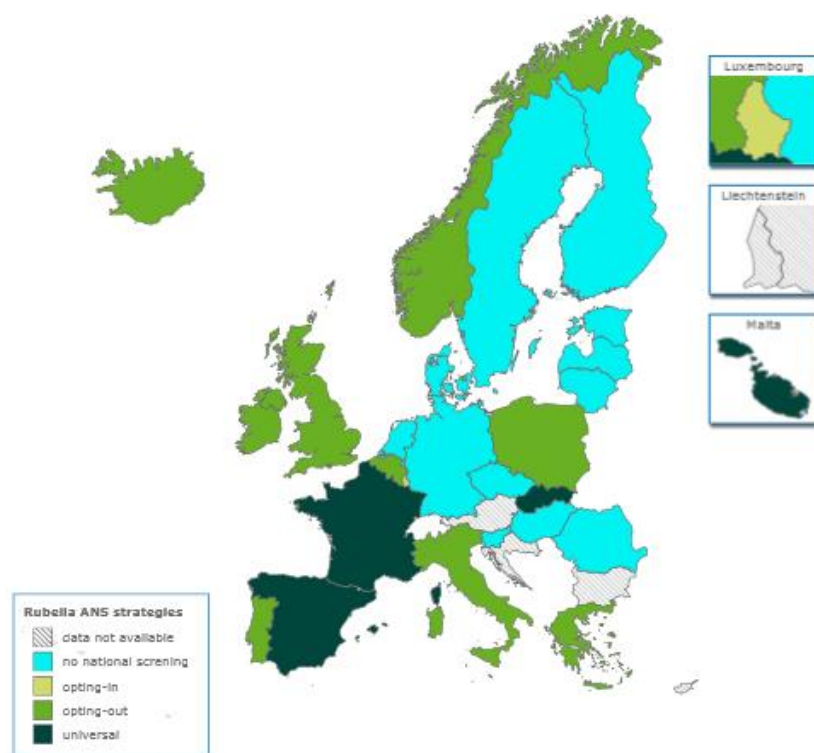 Luxembourg
Liechtenstein
Malta
Rubella ANS strategies
data not available
no national screning
opting-in
opting-out
universal